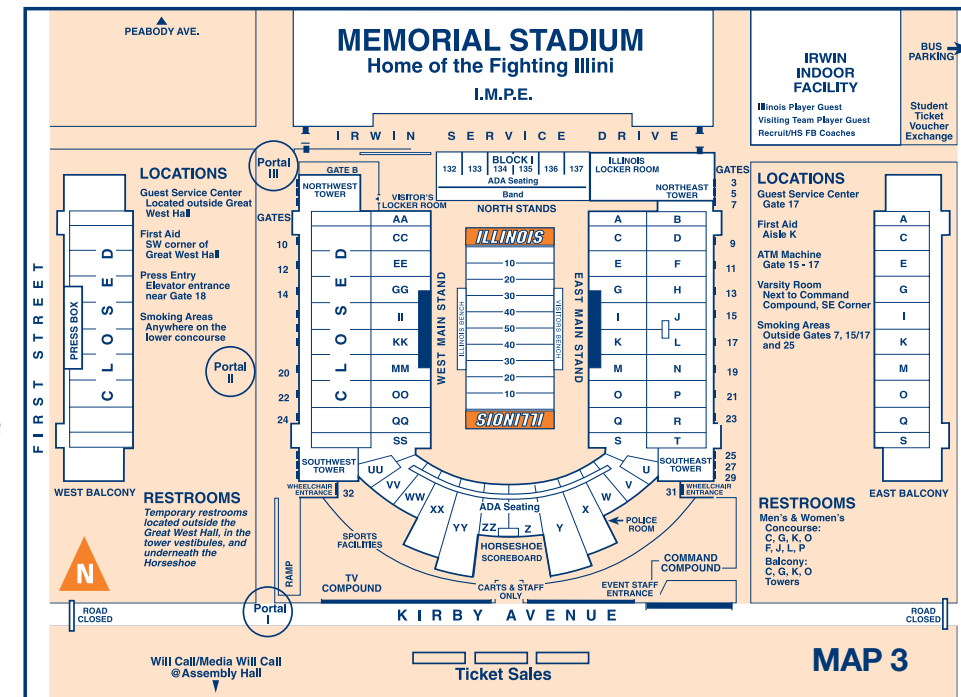 PEABODY AVE.
MEMORIAL STADIUM
Home of the Fighting Illini
I.M.P.E.
IRWIN
INDOOR
FACILITY
Illinois Player Guest
Visiting Team Player Guest
Recruit/HS FB Coaches
BUS
PARKING
Student
Ticket
Voucher
Exchange
IRWIN SERVICE DRIVE
Portal
III
GATE B
NORTHWEST
TOWER
VISITOR'S
LOCKER ROOM
BLOCK I
132 133 134 135 136 137
ADA Seating
Band
NORTH STANDS
ILLINOIS
LOCKER ROOM
NORTHEAST
TOWER
GATES
3
5
7
9
11
13
15
17
19
21
23
25
27
29
LOCATIONS
Guest Service Center
Located outside Great
West Hall
First Aid
SW corner of
Great West Hall
Press Entry
Elevator entrance
near Gate 18
Smoking Areas
Anywhere on the
lower concourse
GATES
10
12
14
20
22
24
Portal
II
FIRST STREET
PRESS BOX
CLOSED
WEST BALCONY
CLOSED
AA
CC
EE
GG
II
KK
MM
OO
QQ
SS
WEST MAIN STAND
ILLINOIS BENCH
ILLINOIS
10
20
30
40
50
40
30
20
10
ILLINOIS
VISITORS BENCH
EAST MAIN STAND
A B
C D
E F
G H
I J
K L
M N
O P
Q R
S T
LOCATIONS
Guest Service Center
Gate 17
First Aid
Aisle K
ATM Machine
Gate 15 - 17
Varsity Room
Next to Command
Compound, SE Corner
Smoking Areas
Outside Gates 7, 15/17
and 25
A
C
E
G
I
K
M
O
Q
S
EAST BALCONY
SOUTHWEST
TOWER
WHEELCHAIR
ENTRANCE
32
UU
VV
WW
XX
YY
ZZ
Z
Y
X
W
V
U
ADA Seating
HORSESHOE
SCOREBOARD
SOUTHEAST
TOWER
31
WHEELCHAIR
ENTRANCE
POLICE
ROOM
RESTROOMS
Temporary restrooms
located outside the
Great West Hall, in the
tower vestibules, and
underneath the
Horseshoe
RESTROOMS
Men's & Women's
Concourse:
C, G, K, O
F, J, L, P
Balcony:
C, G, K, O
Towers
N
SPORTS
FACILITIES
RAMP
TV
COMPOUND
CARTS & STAFF
ONLY
EVENT STAFF
ENTRANCE
COMMAND
COMPOUND
Portal
I
ROAD
CLOSED
KIRBY AVENUE
ROAD
CLOSED
Will Call/Media Will Call
@Assembly Hall
Ticket Sales
MAP 3